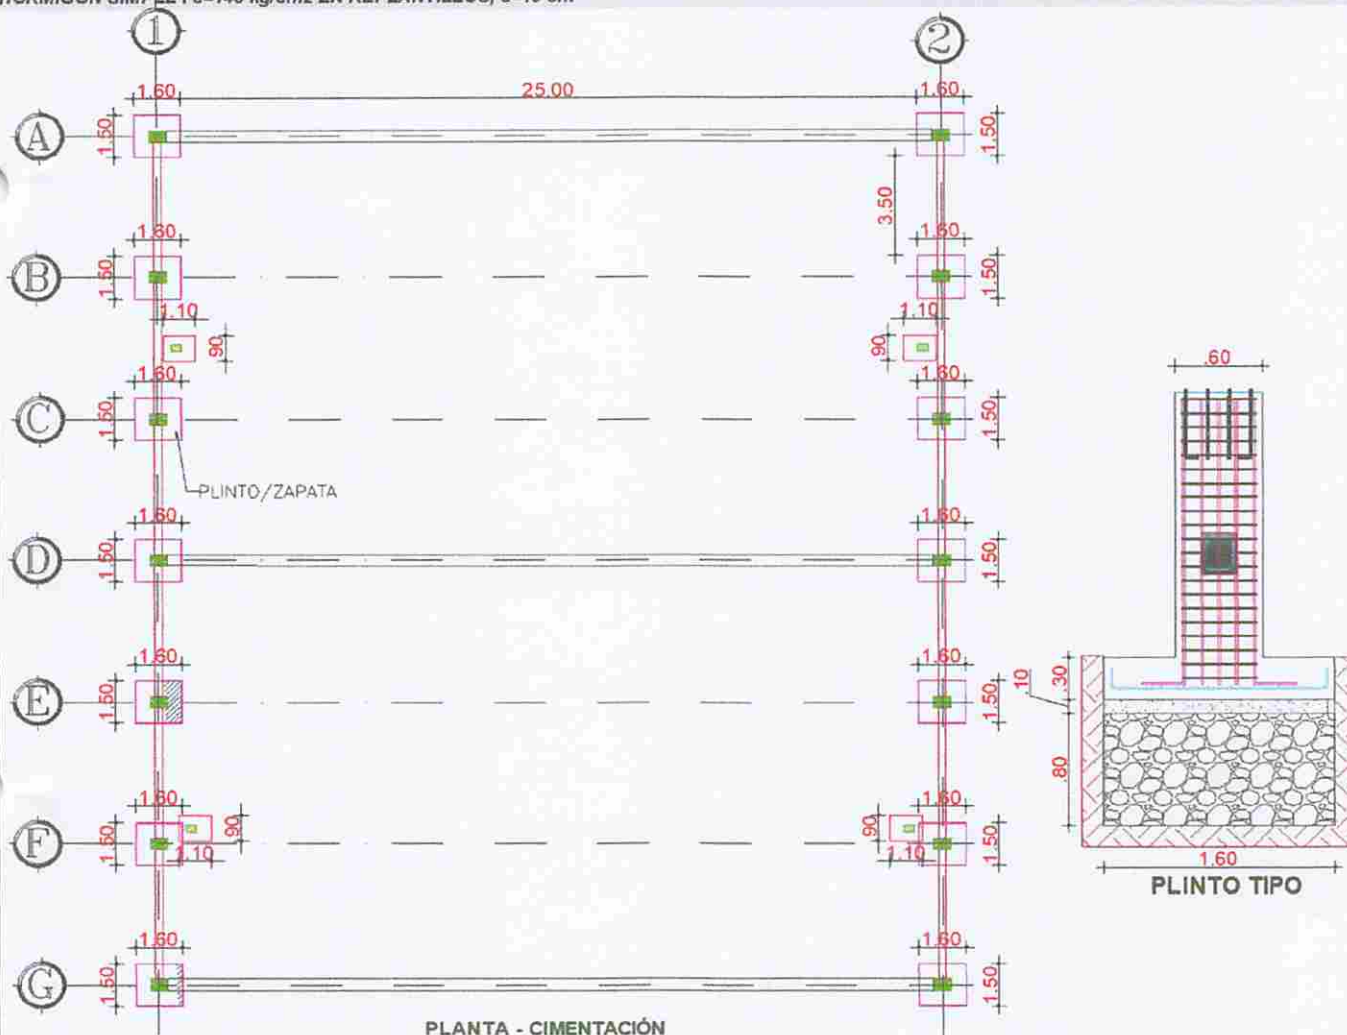 1 2
1.60 25.00 1.60
A 1.50 1.50
3.50
1.60 1.60
B 1.50 1.50
1.10 1.10
90 90
1.60 1.60
C 1.50 1.50
PLINTO/ZAPATA
1.60 1.60
D 1.50 1.50
1.60 1.60
E 1.50 1.50
1.60 1.60
F 1.50 90 90 1.50
1.10 1.10
1.60 1.60
G 1.50 1.50
PLANTA - CIMENTACIÓN
.60
.10 .30
.80
1.60
PLINTO TIPO